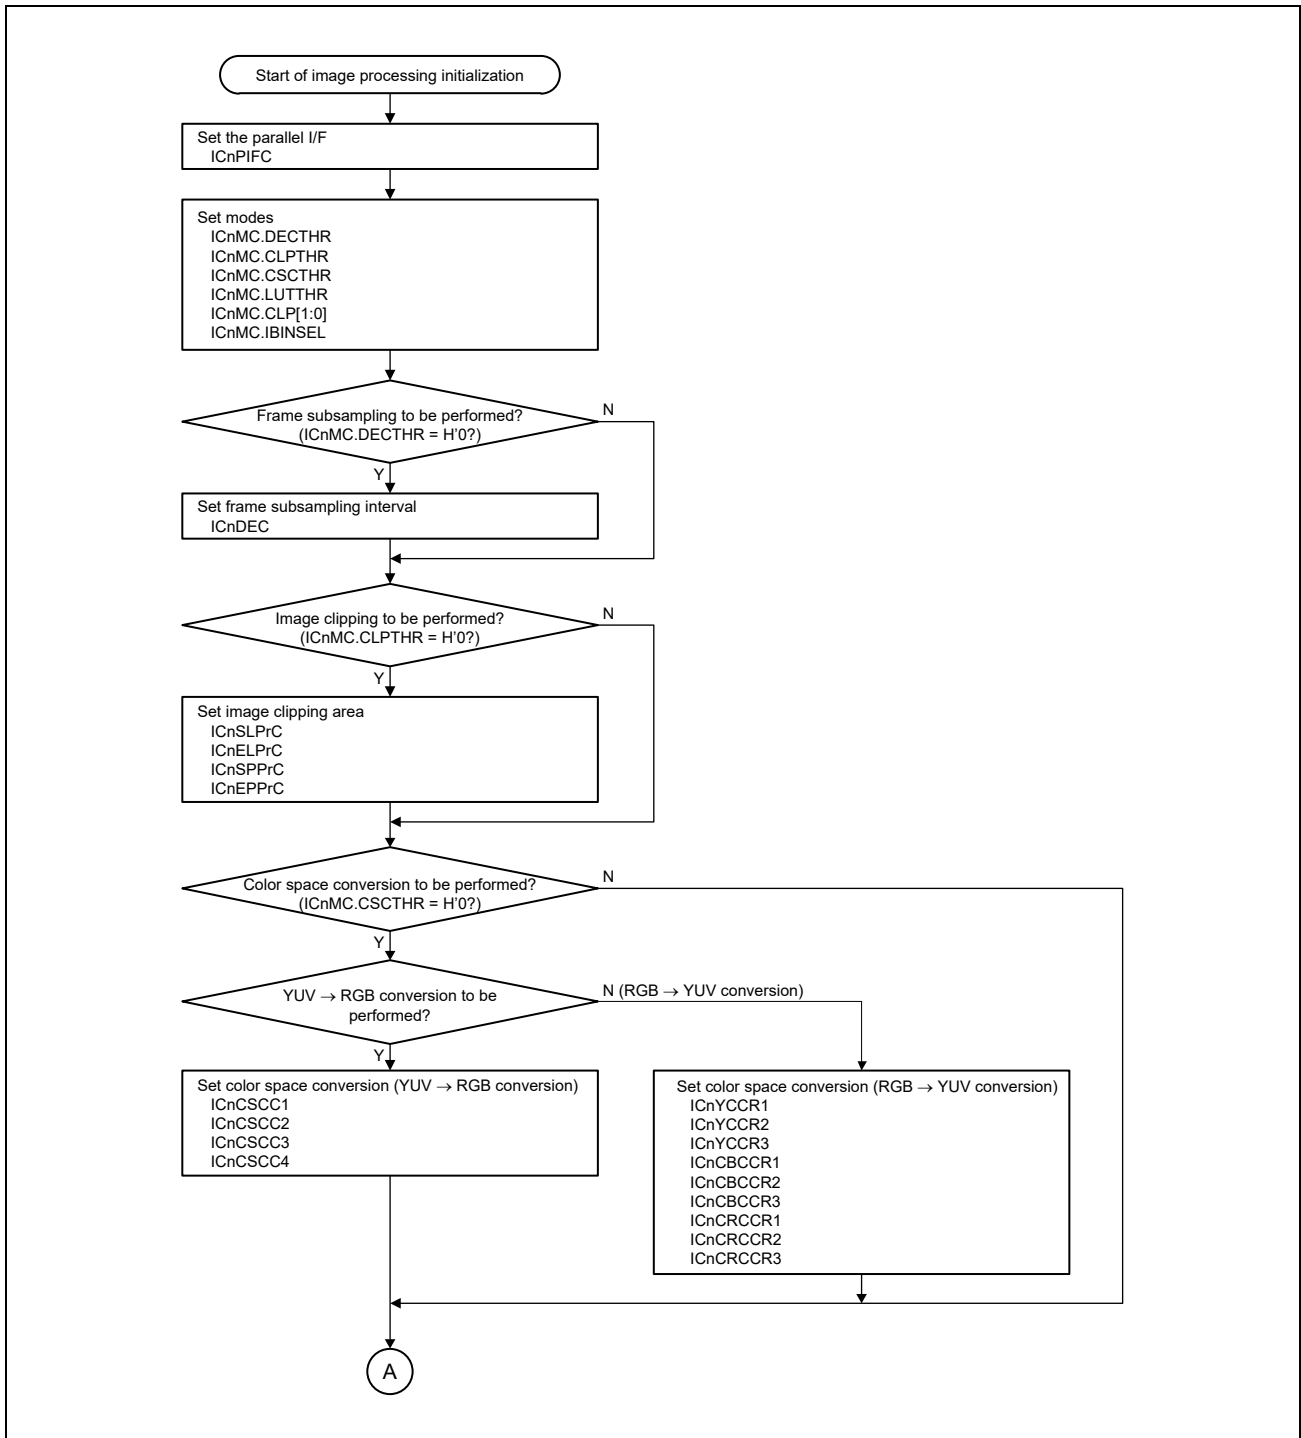 Start of image processing initialization
Set the parallel I/F
ICnPIFC
Set modes
ICnMC.DECTHR
ICnMC.CLPTHR
ICnMC.CSCTHR
ICnMC.LUTTHR
ICnMC.CLP[1:0]
ICnMC.IBINSEL
Frame subsampling to be performed?
(ICnMC.DECTHR = H'0?)
N
Y
Set frame subsampling interval
ICnDEC
Image clipping to be performed?
(ICnMC.CLPTHR = H'0?)
N
Y
Set image clipping area
ICnSLPrC
ICnELPrC
ICnSPPrC
ICnEPPrC
Color space conversion to be performed?
(ICnMC.CSCTHR = H'0?)
N
Y
YUV → RGB conversion to be
performed?
N (RGB → YUV conversion)
Y
Set color space conversion (YUV → RGB conversion)
ICnCSCC1
ICnCSCC2
ICnCSCC3
ICnCSCC4
Set color space conversion (RGB → YUV conversion)
ICnYCCR1
ICnYCCR2
ICnYCCR3
ICnCBCCR1
ICnCBCCR2
ICnCBCCR3
ICnCRCCR1
ICnCRCCR2
ICnCRCCR3
A